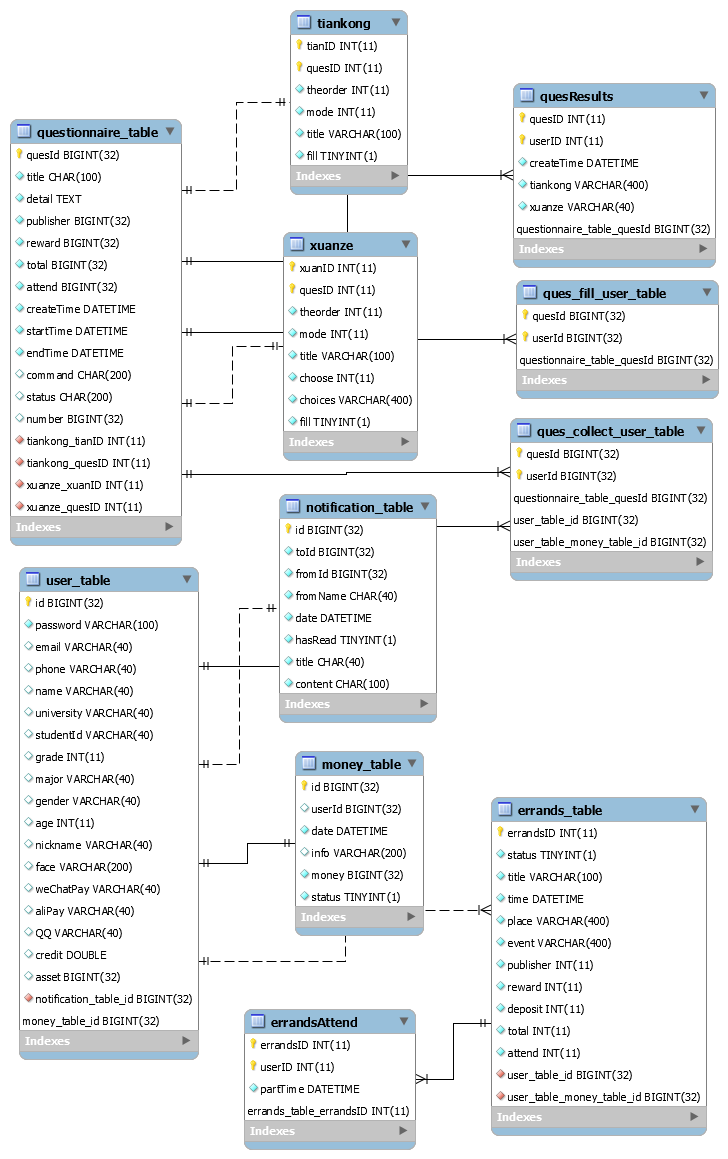 tiankong
tianID INT(11)
quesID INT(11)
theorder INT(11)
mode INT(11)
title VARCHAR(100)
fill TINYINT(1)
Indexes
questionnaire_table
quesId BIGINT(32)
title CHAR(100)
detail TEXT
publisher BIGINT(32)
reward BIGINT(32)
total BIGINT(32)
attend BIGINT(32)
createTime DATETIME
startTime DATETIME
endTime DATETIME
command CHAR(200)
status CHAR(200)
number BIGINT(32)
tiankong_tianID INT(11)
tiankong_quesID INT(11)
xuanze_xuanID INT(11)
xuanze_quesID INT(11)
Indexes
quesResults
quesID INT(11)
userID INT(11)
createTime DATETIME
tiankong VARCHAR(400)
xuanze VARCHAR(40)
questionnaire_table_quesId BIGINT(32)
Indexes
xuanze
xuanID INT(11)
quesID INT(11)
theorder INT(11)
mode INT(11)
title VARCHAR(100)
choose INT(11)
choices VARCHAR(400)
fill TINYINT(1)
Indexes
ques_fill_user_table
quesId BIGINT(32)
userId BIGINT(32)
questionnaire_table_quesId BIGINT(32)
Indexes
ques_collect_user_table
quesId BIGINT(32)
userId BIGINT(32)
questionnaire_table_quesId BIGINT(32)
user_table_id BIGINT(32)
user_table_money_table_id BIGINT(32)
Indexes
notification_table
id BIGINT(32)
toId BIGINT(32)
fromId BIGINT(32)
fromName CHAR(40)
date DATETIME
hasRead TINYINT(1)
title CHAR(40)
content CHAR(100)
Indexes
user_table
id BIGINT(32)
password VARCHAR(100)
email VARCHAR(40)
phone VARCHAR(40)
name VARCHAR(40)
university VARCHAR(40)
studentId VARCHAR(40)
grade INT(11)
major VARCHAR(40)
gender VARCHAR(40)
age INT(11)
nickname VARCHAR(40)
face VARCHAR(200)
weChatPay VARCHAR(40)
aliPay VARCHAR(40)
QQ VARCHAR(40)
credit DOUBLE
asset BIGINT(32)
notification_table_id BIGINT(32)
money_table_id BIGINT(32)
Indexes
money_table
id BIGINT(32)
userId BIGINT(32)
date DATETIME
info VARCHAR(200)
money BIGINT(32)
status TINYINT(1)
Indexes
errands_table
errandsID INT(11)
status TINYINT(1)
title VARCHAR(100)
time DATETIME
place VARCHAR(400)
event VARCHAR(400)
publisher INT(11)
reward INT(11)
deposit INT(11)
total INT(11)
attend INT(11)
user_table_id BIGINT(32)
user_table_money_table_id BIGINT(32)
Indexes
errandsAttend
errandsID INT(11)
userID INT(11)
partTime DATETIME
errands_table_errandsID INT(11)
Indexes